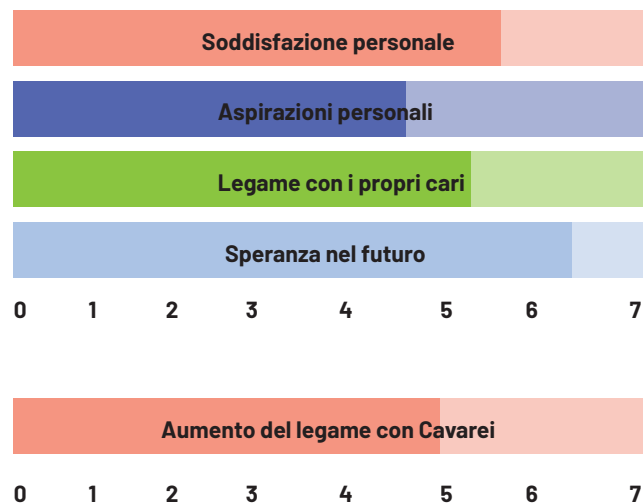 Soddisfazione personale
Aspirazioni personali
Legame con i propri cari
Speranza nel futuro
0 1 2 3 4 5 6 7
Aumento del legame con Cavarei
0 1 2 3 4 5 6 7